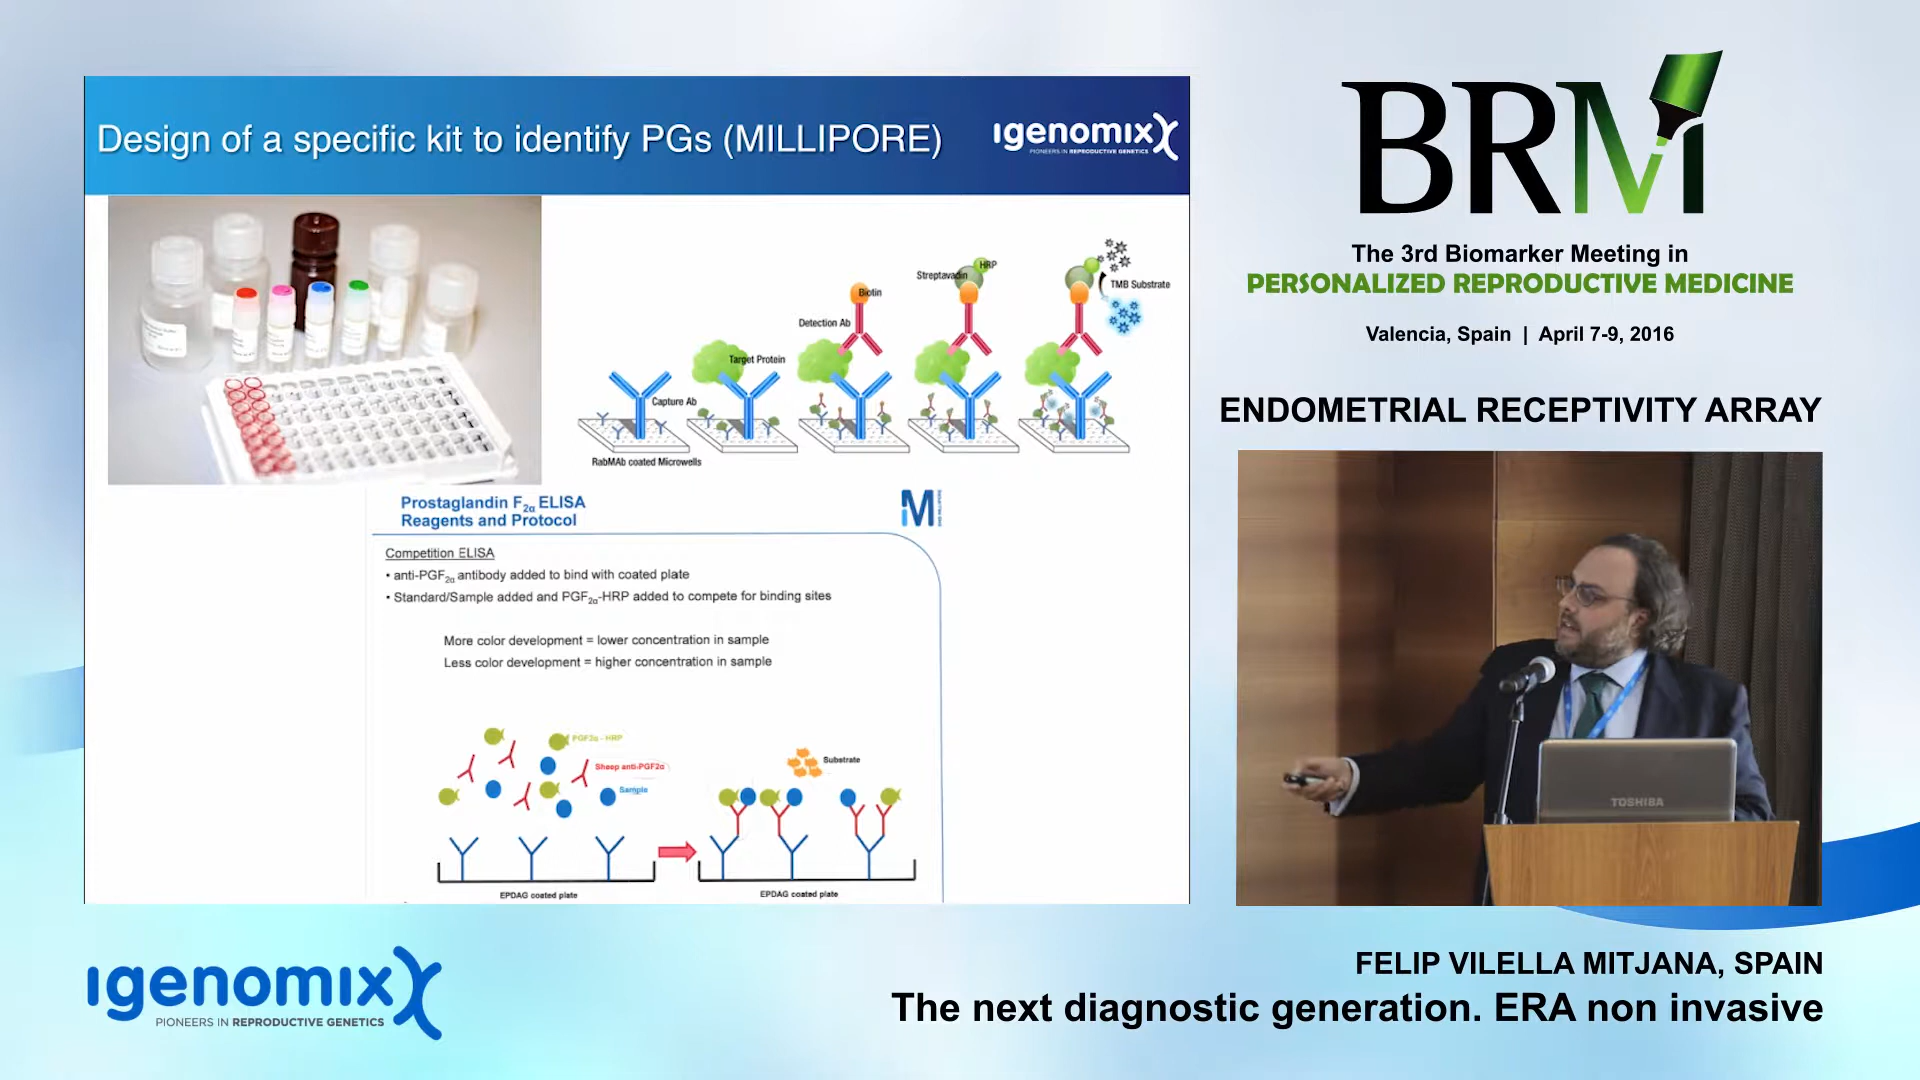 Design of a specific kit to identify PGs (MILLIPORE)
Igenomix
PIONEERS IN REPRODUCTIVE GENETICS
HRP
Streptavadin
TMB Substrate
Biotin
Detection Ab
Target Protein
Capture Ab
RabMAb coated Microwells
Prostaglandin F2α ELISA
Reagents and Protocol
M
Competition ELISA
• anti-PGF2α antibody added to bind with coated plate
• Standard/Sample added and PGF2α-HRP added to compete for binding sites
More color development = lower concentration in sample
Less color development = higher concentration in sample
PGF2α - HRP
Sheep anti-PGF2α
Sample
Substrate
EPDAG coated plate
EPDAG coated plate
BRM
The 3rd Biomarker Meeting in
PERSONALIZED REPRODUCTIVE MEDICINE
Valencia, Spain | April 7-9, 2016
ENDOMETRIAL RECEPTIVITY ARRAY
TOSHIBA
Igenomix
PIONEERS IN REPRODUCTIVE GENETICS
FELIP VILELLA MITJANA, SPAIN
The next diagnostic generation. ERA non invasive